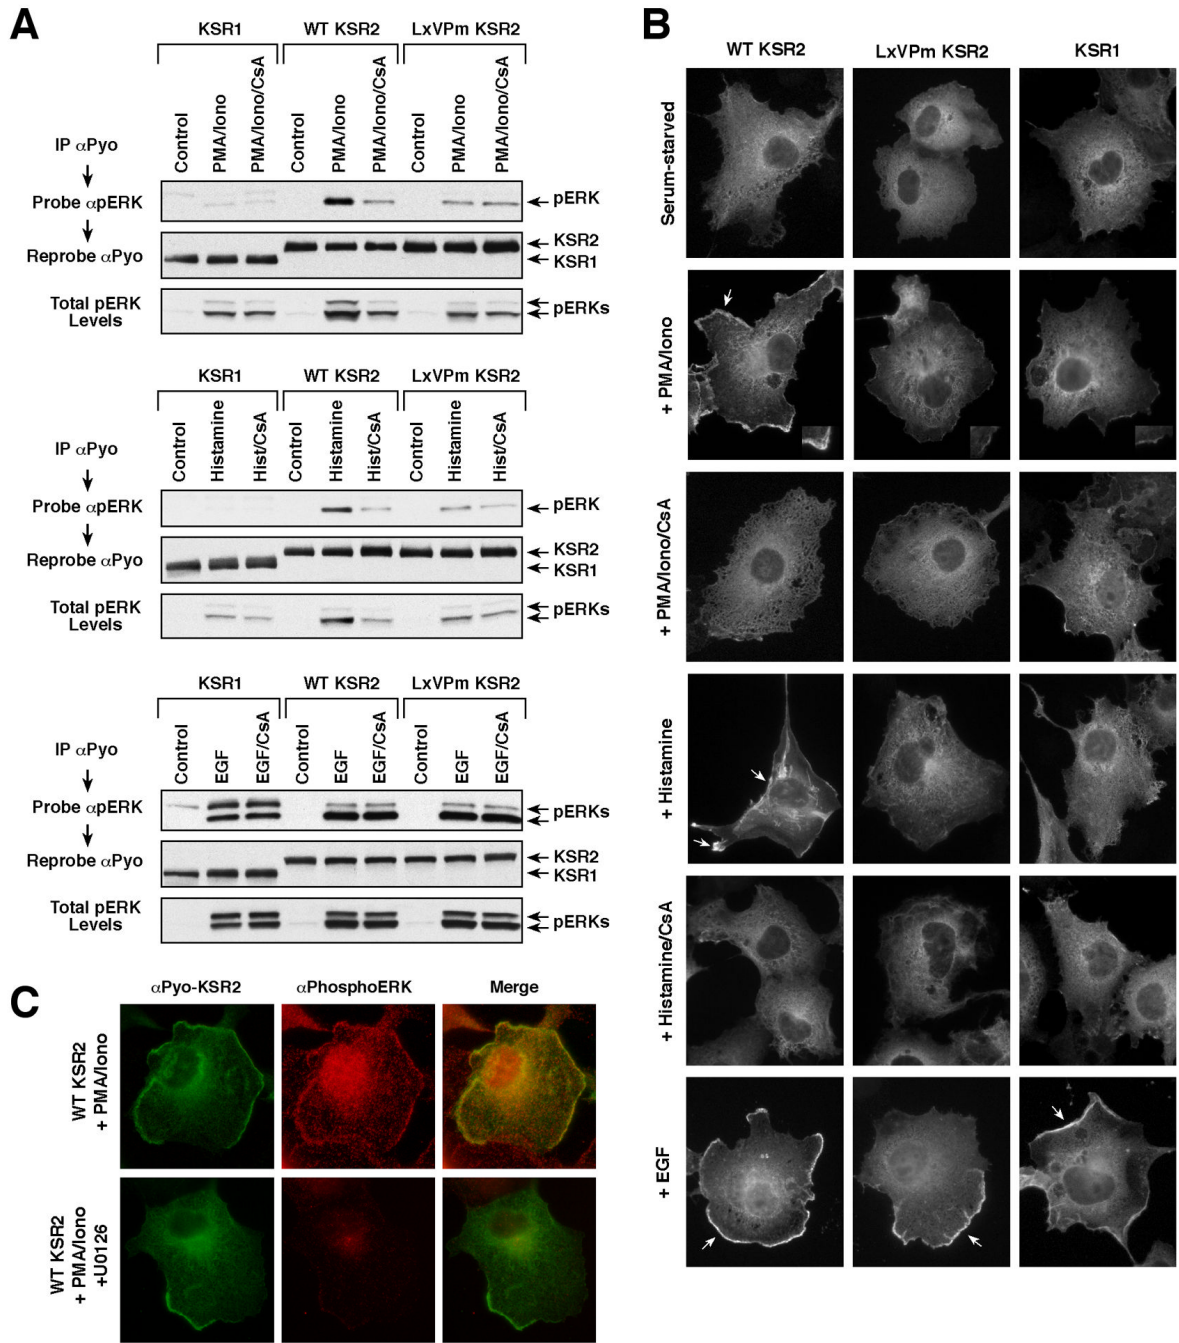 A
KSR1 WT KSR2 LxVPm KSR2
Control PMA/Iono PMA/Iono/CsA Control PMA/Iono PMA/Iono/CsA Control PMA/Iono PMA/Iono/CsA
IP αPyo
Probe αpERK
pERK
Reprobe αPyo
KSR2
KSR1
Total pERK
Levels
pERKs
KSR1 WT KSR2 LxVPm KSR2
Control Histamine Hist/CsA Control Histamine Hist/CsA Control Histamine Hist/CsA
IP αPyo
Probe αpERK
pERK
Reprobe αPyo
KSR2
KSR1
Total pERK
Levels
pERKs
KSR1 WT KSR2 LxVPm KSR2
Control EGF EGF/CsA Control EGF EGF/CsA Control EGF EGF/CsA
IP αPyo
Probe αpERK
pERKs
Reprobe αPyo
KSR2
KSR1
Total pERK
Levels
pERKs
B
WT KSR2 LxVPm KSR2 KSR1
Serum-starved
+ PMA/Iono
+ PMA/Iono/CsA
+ Histamine
+ Histamine/CsA
+ EGF
C
αPyo-KSR2 αPhosphoERK Merge
WT KSR2
+ PMA/Iono
WT KSR2
+ PMA/Iono
+U0126